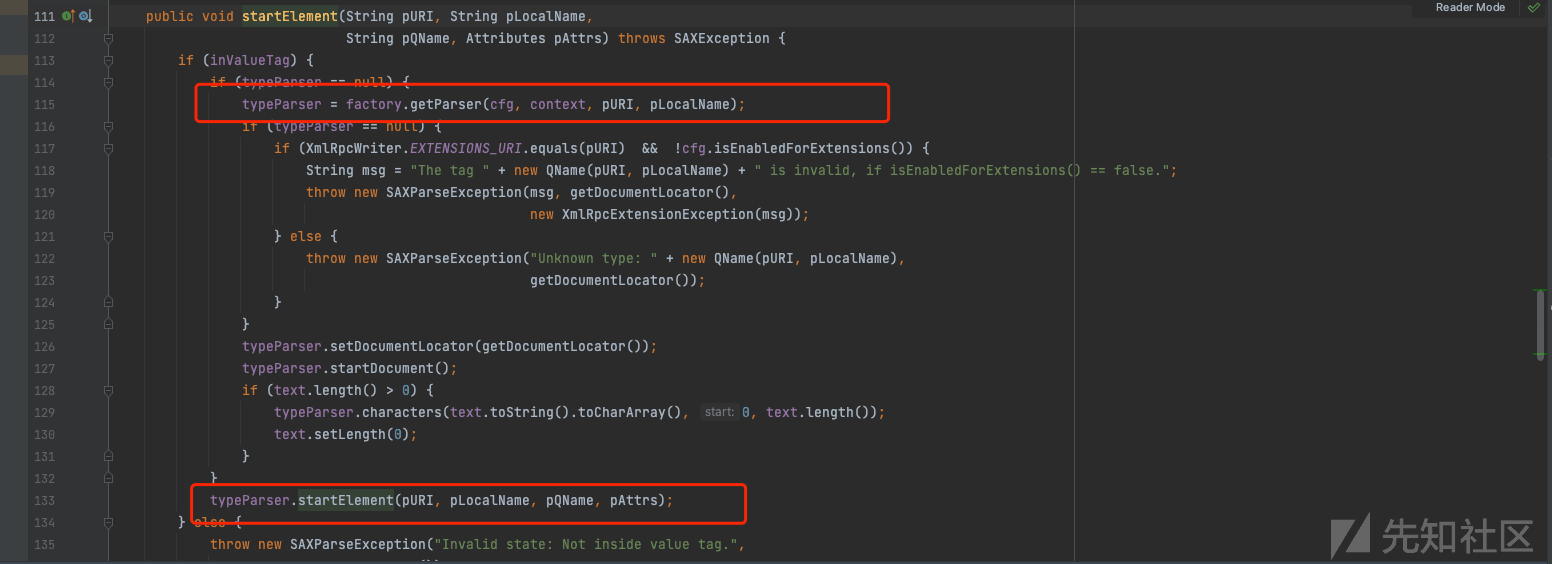 Reader Mode
111 public void startElement(String pURI, String pLocalName,
112 String pQName, Attributes pAttrs) throws SAXException {
113 if (inValueTag) {
114 if (typeParser == null) {
115 typeParser = factory.getParser(cfg, context, pURI, pLocalName);
116 if (typeParser == null) {
117 if (XmlRpcWriter.EXTENSIONS_URI.equals(pURI)  &&  !cfg.isEnabledForExtensions()) {
118 String msg = "The tag " + new QName(pURI, pLocalName) + " is invalid, if isEnabledForExtensions() == false.";
119 throw new SAXParseException(msg, getDocumentLocator(),
120 new XmlRpcExtensionException(msg));
121 } else {
122 throw new SAXParseException("Unknown type: " + new QName(pURI, pLocalName),
123 getDocumentLocator());
124 }
125 }
126 typeParser.setDocumentLocator(getDocumentLocator());
127 typeParser.startDocument();
128 if (text.length() > 0) {
129 typeParser.characters(text.toString().toCharArray(), start: 0, text.length());
130 text.setLength(0);
131 }
132 }
133 typeParser.startElement(pURI, pLocalName, pQName, pAttrs);
134 } else {
135 throw new SAXParseException("Invalid state: Not inside value tag.",
先知社区